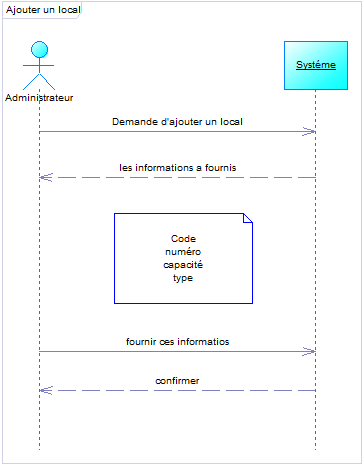 Ajouter un local
Systéme
Administrateur
Demande d'ajouter un local
les informations a fournis
Code
numéro
capacité
type
fournir ces informatios
confirmer